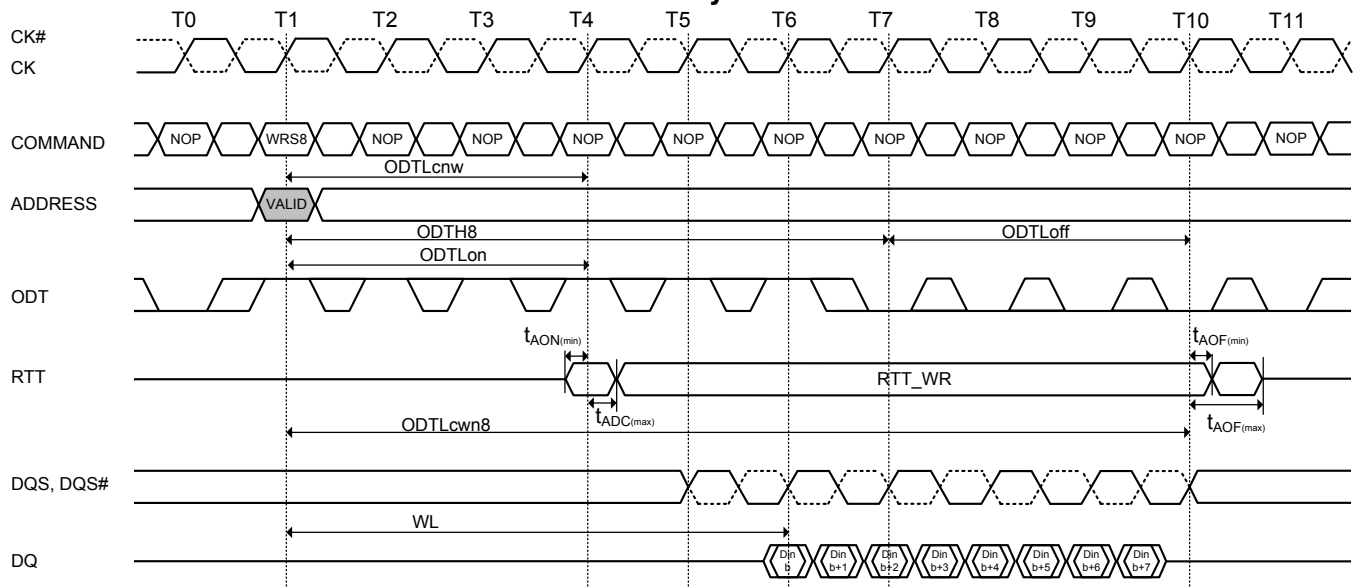 T0 T1 T2 T3 T4 T5 T6 T7 T8 T9 T10 T11
CK#
CK
COMMAND NOP WRS8 NOP NOP NOP NOP NOP NOP NOP NOP NOP NOP
ODTLcnw
ADDRESS VALID
ODTH8 ODTLoff
ODTLon
ODT
tAON(min) tAOF(min)
RTT RTT_WR
tADC(max) tAOF(max)
ODTLcwn8
DQS, DQS#
WL
DQ Din b Din b+1 Din b+2 Din b+3 Din b+4 Din b+5 Din b+6 Din b+7